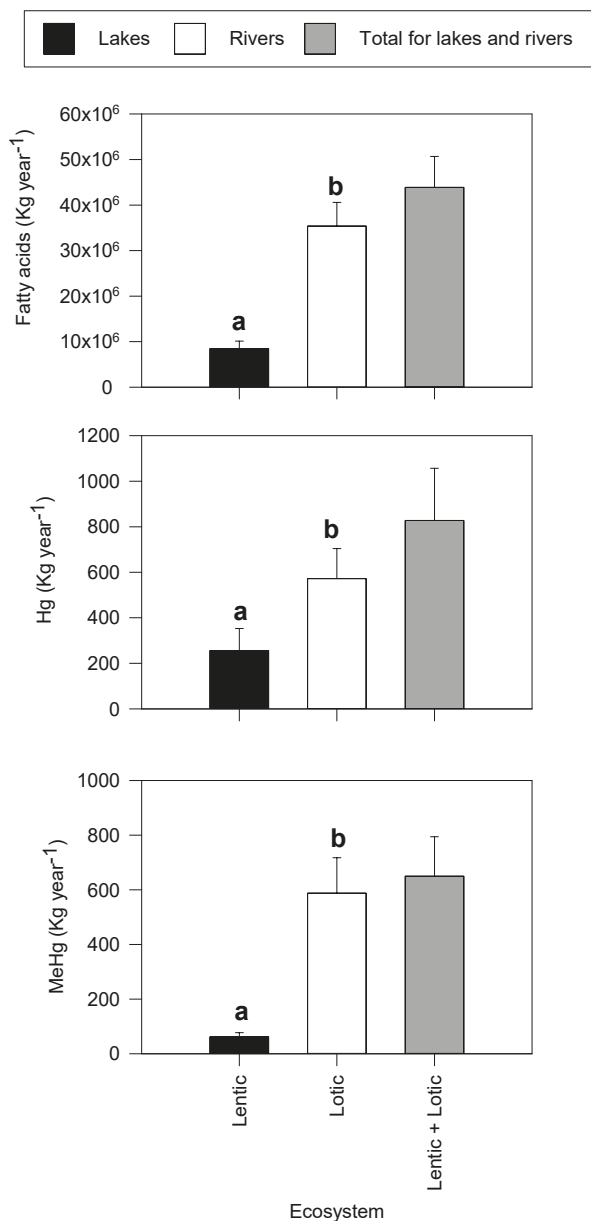 Lakes Rivers Total for lakes and rivers
Fatty acids (Kg year-1)
60x10⁶
50x10⁶
40x10⁶
30x10⁶
20x10⁶
10x10⁶
0
a
b
Hg (Kg year-1)
1200
1000
800
600
400
200
0
a
b
MeHg (Kg year-1)
1000
800
600
400
200
0
a
b
Lentic
Lotic
Lentic + Lotic
Ecosystem